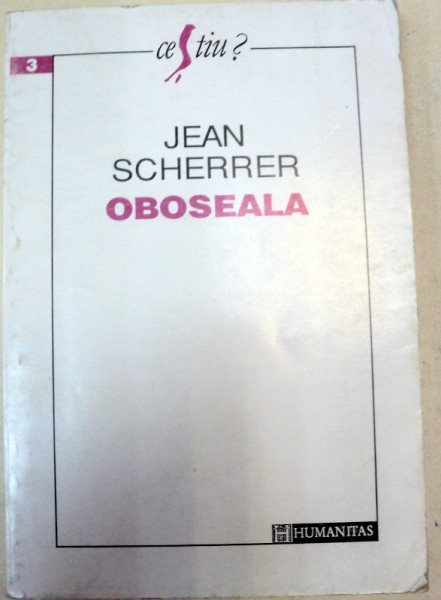 ce Știu?
3
JEAN
SCHERRER
OBOSEALA
HUMANITAS